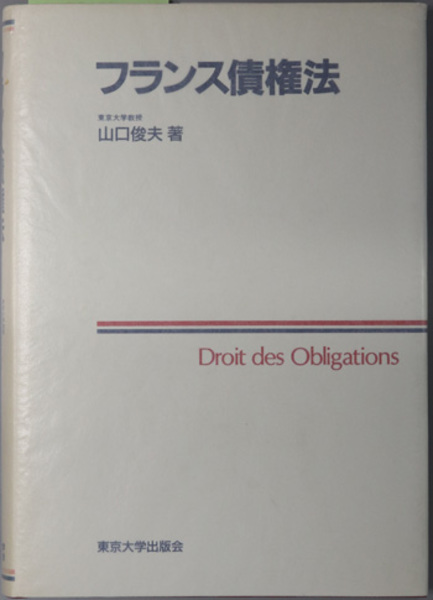 フランス債権法
東京大学教授
山口俊夫 著
Droit des Obligations
東京大学出版会